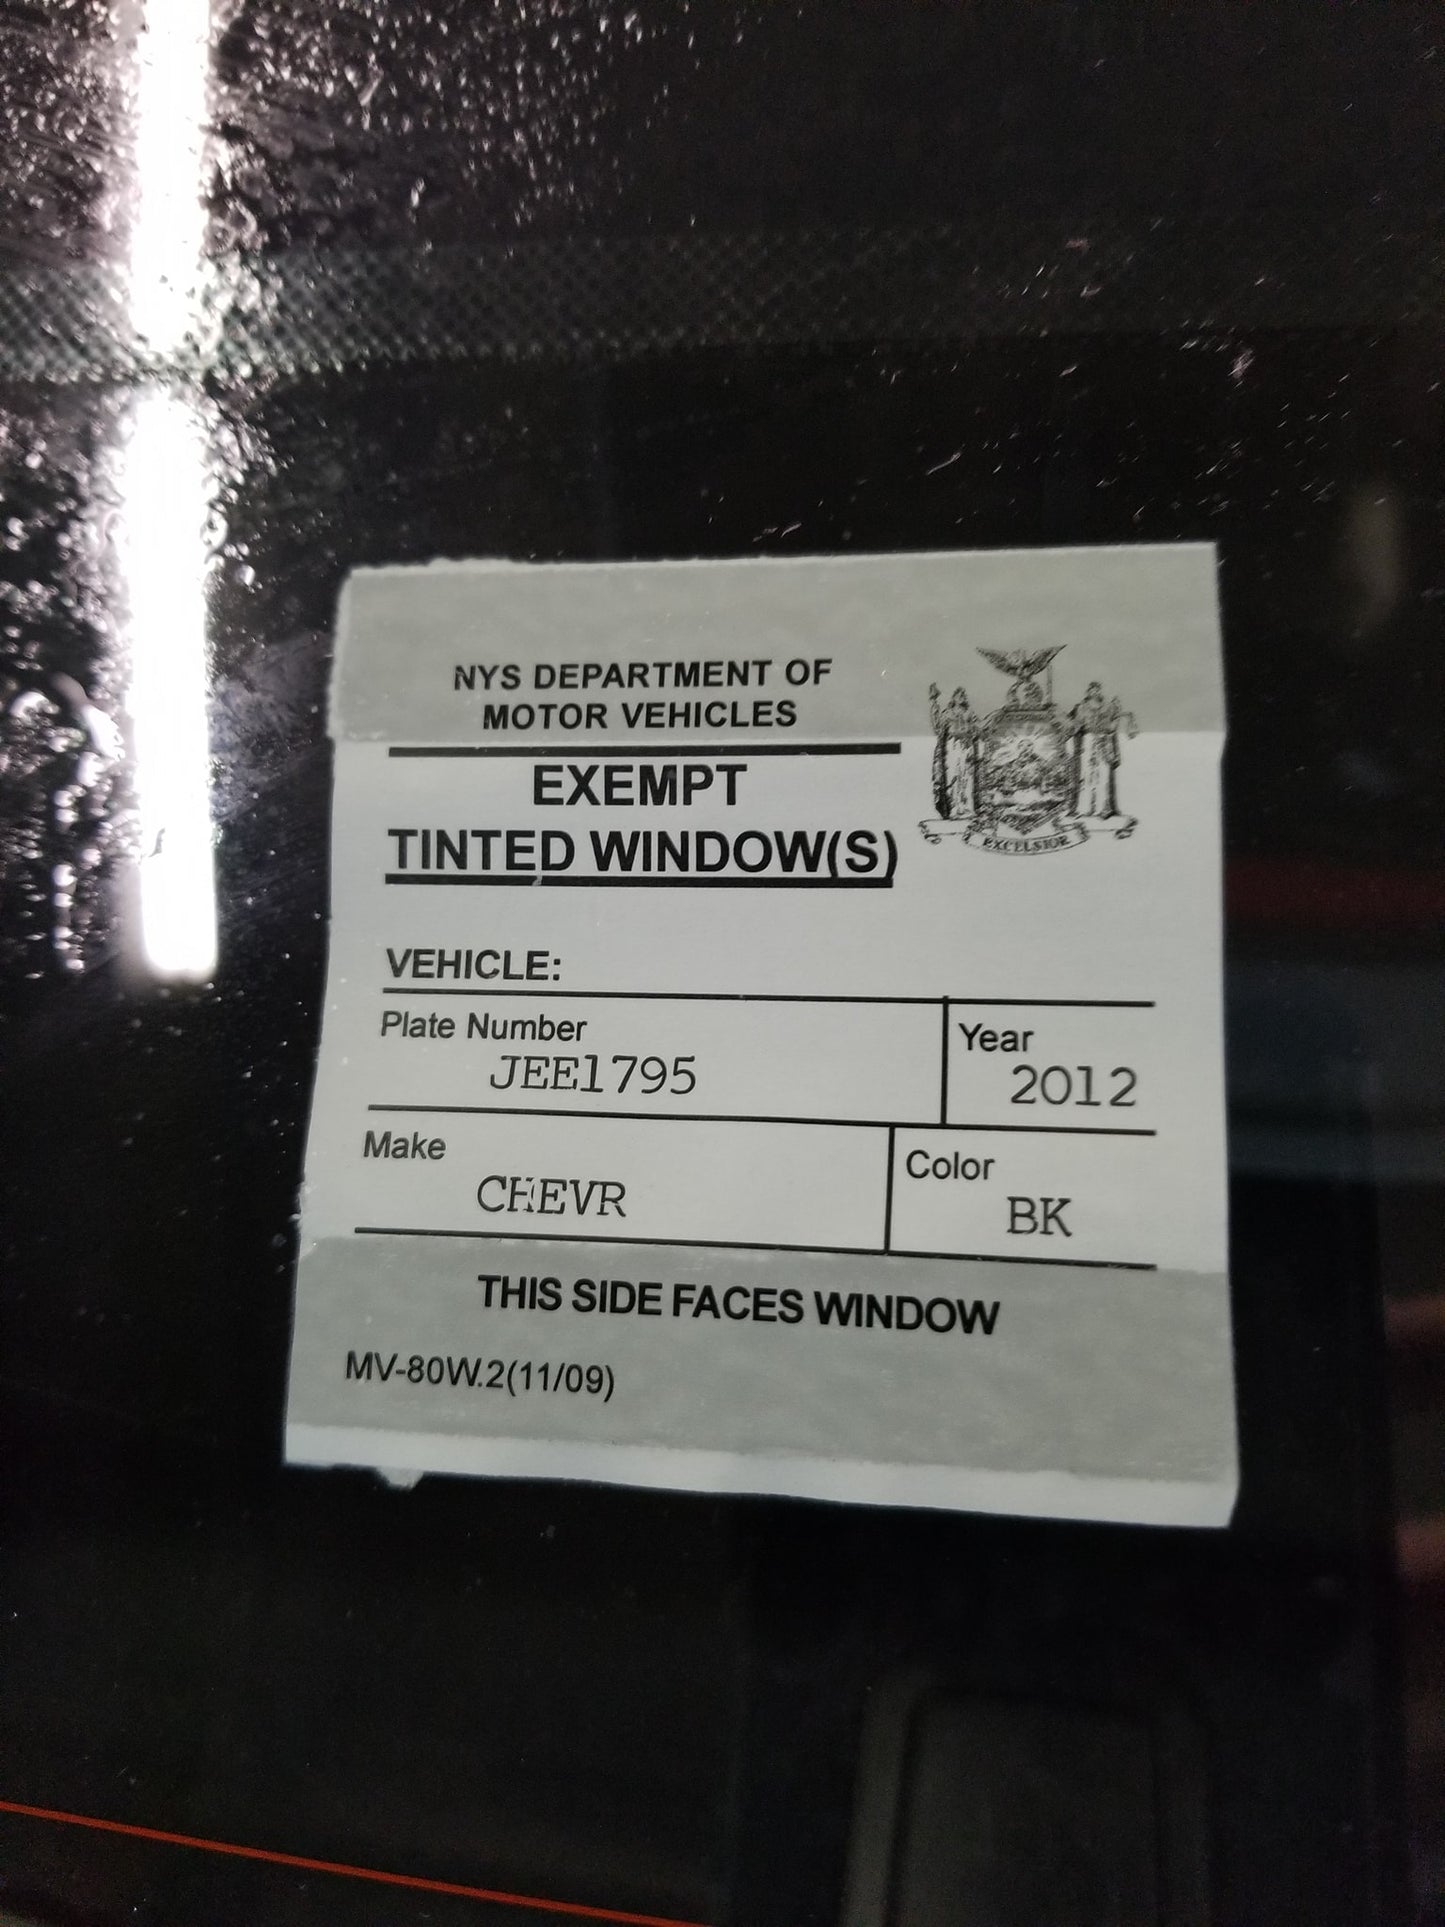 NYS DEPARTMENT OF
MOTOR VEHICLES
EXEMPT
TINTED WINDOW(S)
EXCELSIOR
VEHICLE:
Plate Number
JEE1795
Year
2012
Make
CHEVR
Color
BK
THIS SIDE FACES WINDOW
MV-80W.2(11/09)